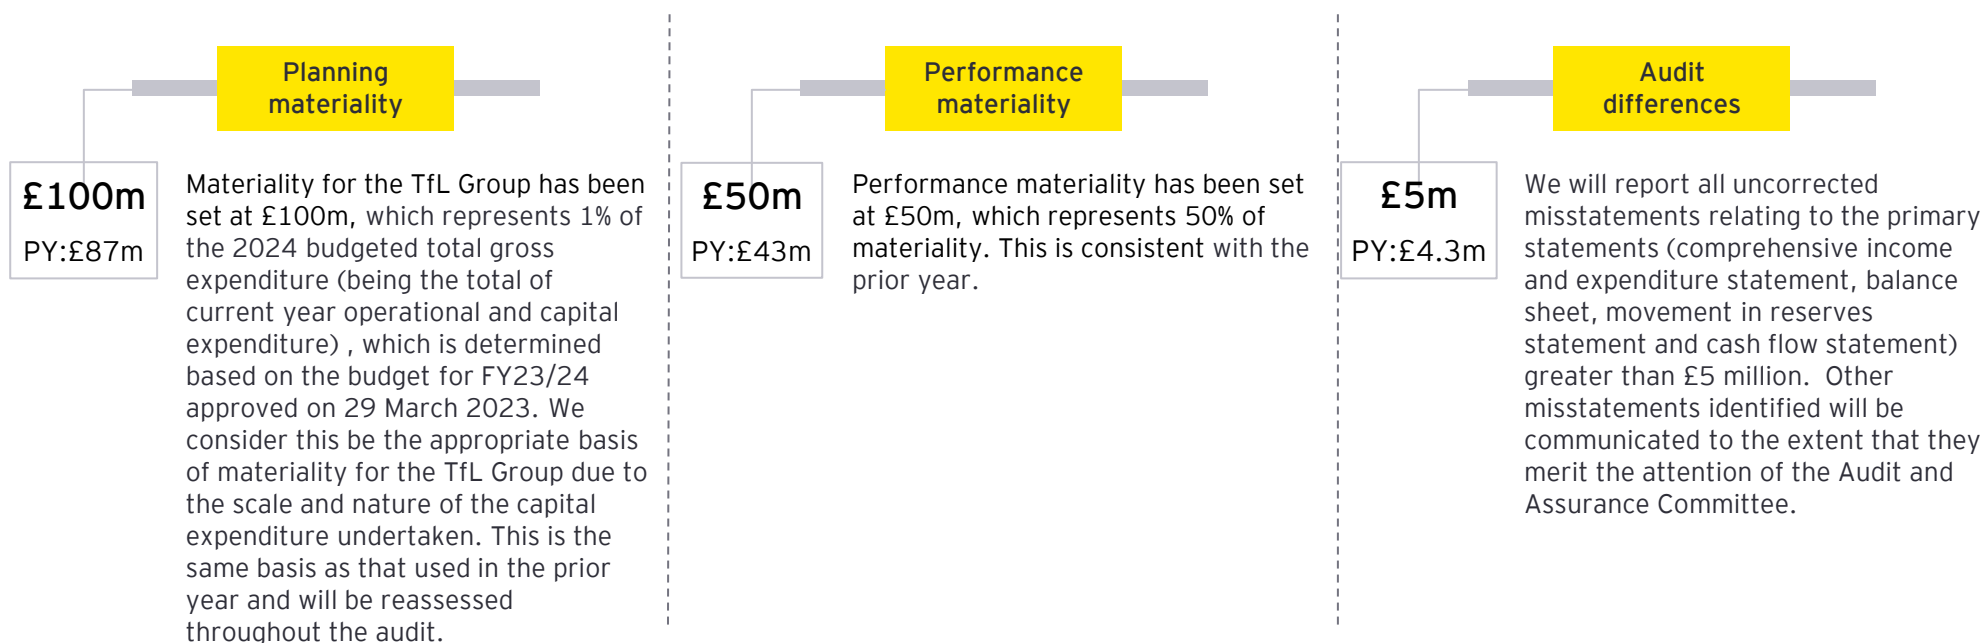 Planning
materiality
£100m
PY:£87m
Materiality for the TfL Group has been
set at £100m, which represents 1% of
the 2024 budgeted total gross
expenditure (being the total of
current year operational and capital
expenditure) , which is determined
based on the budget for FY23/24
approved on 29 March 2023. We
consider this be the appropriate basis
of materiality for the TfL Group due to
the scale and nature of the capital
expenditure undertaken. This is the
same basis as that used in the prior
year and will be reassessed
throughout the audit.
Performance
materiality
£50m
PY:£43m
Performance materiality has been set
at £50m, which represents 50% of
materiality. This is consistent with the
prior year.
Audit
differences
£5m
PY:£4.3m
We will report all uncorrected
misstatements relating to the primary
statements (comprehensive income
and expenditure statement, balance
sheet, movement in reserves
statement and cash flow statement)
greater than £5 million.  Other
misstatements identified will be
communicated to the extent that they
merit the attention of the Audit and
Assurance Committee.